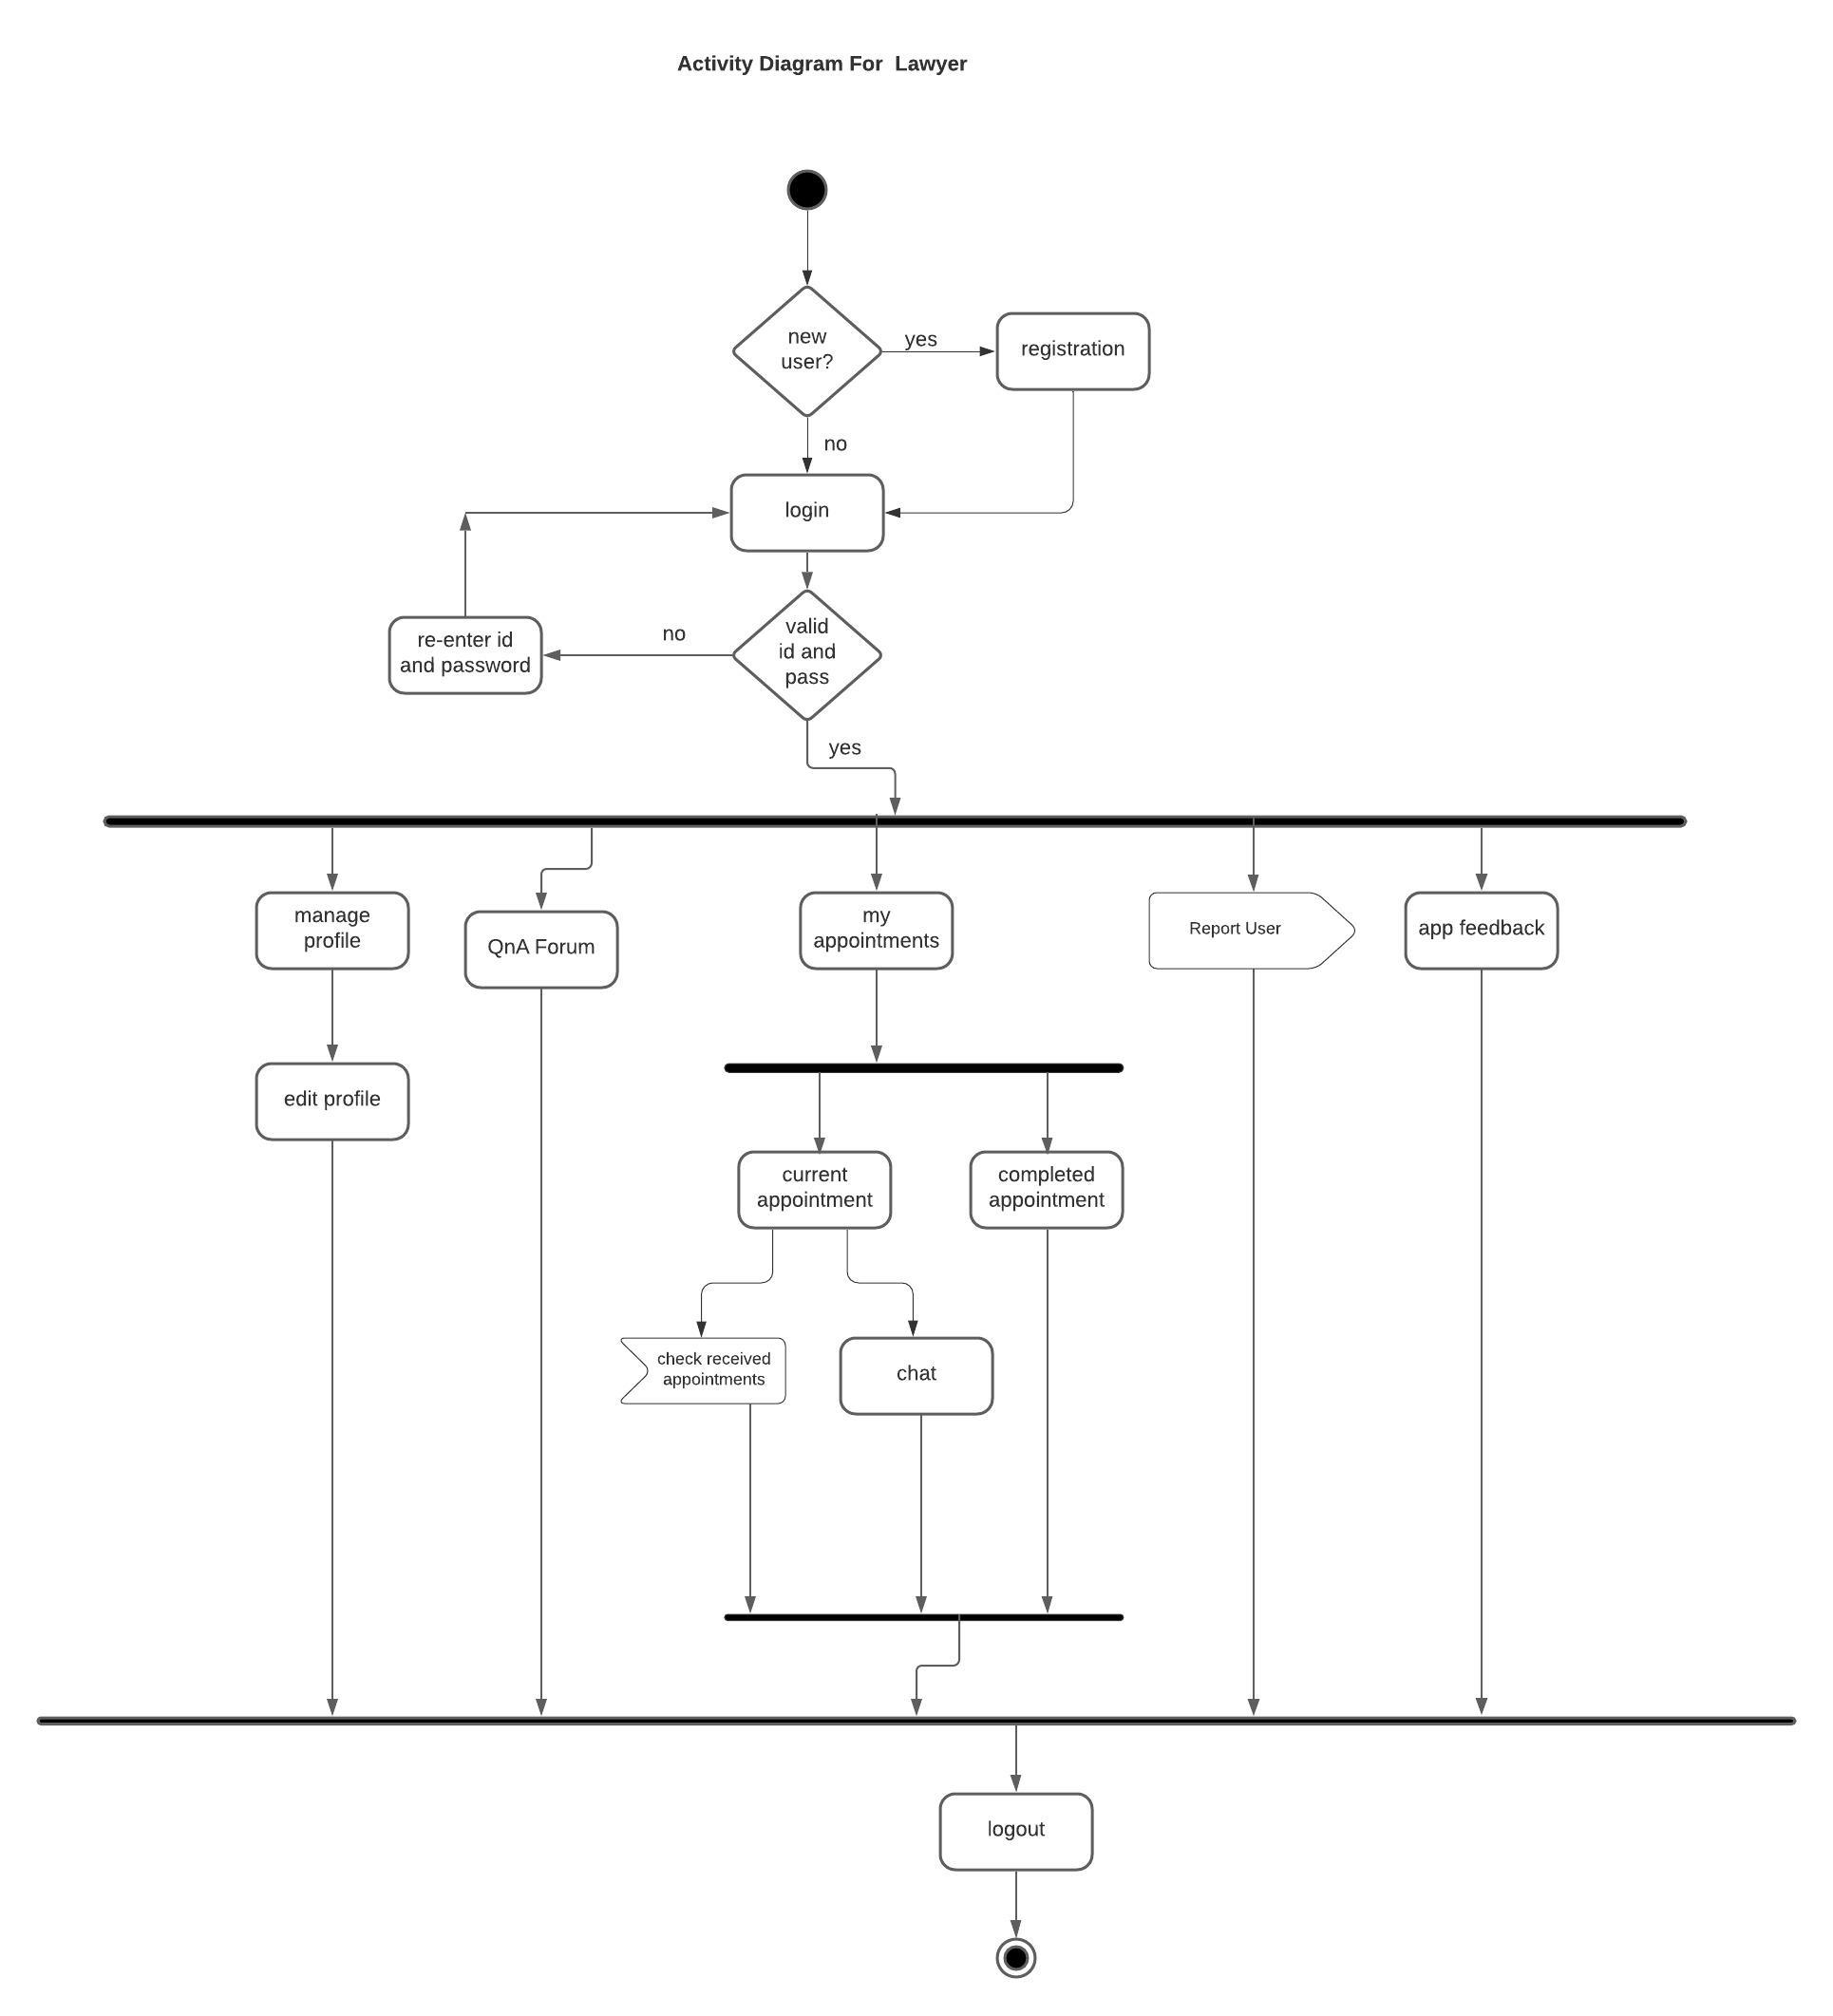 Activity Diagram For  Lawyer
new
user?
yes
registration
no
login
re-enter id
and password
no
valid
id and
pass
yes
manage
profile
QnA Forum
my
appointments
Report User
app feedback
edit profile
current
appointment
completed
appointment
check received
appointments
chat
logout